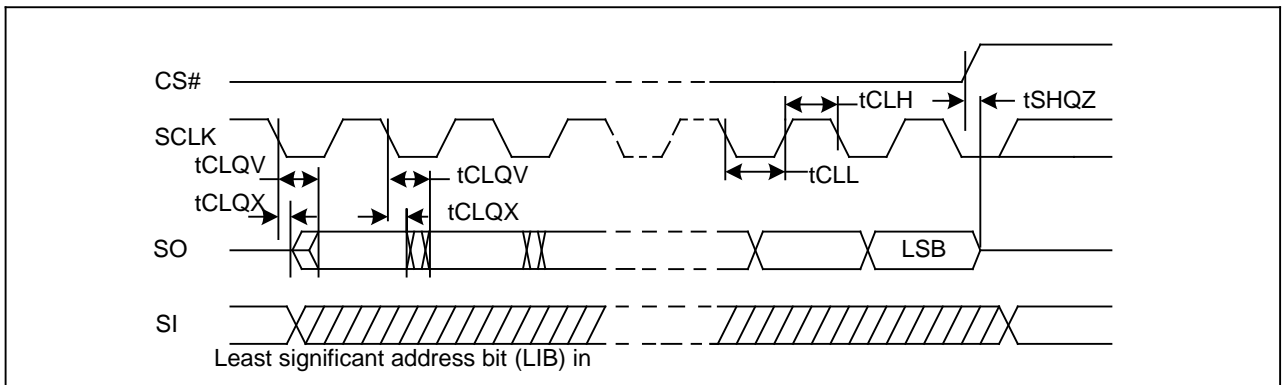 CS#
tCLH
tSHQZ
SCLK
tCLQV
tCLQV
tCLL
tCLQX
tCLQX
SO
LSB
SI
Least significant address bit (LIB) in